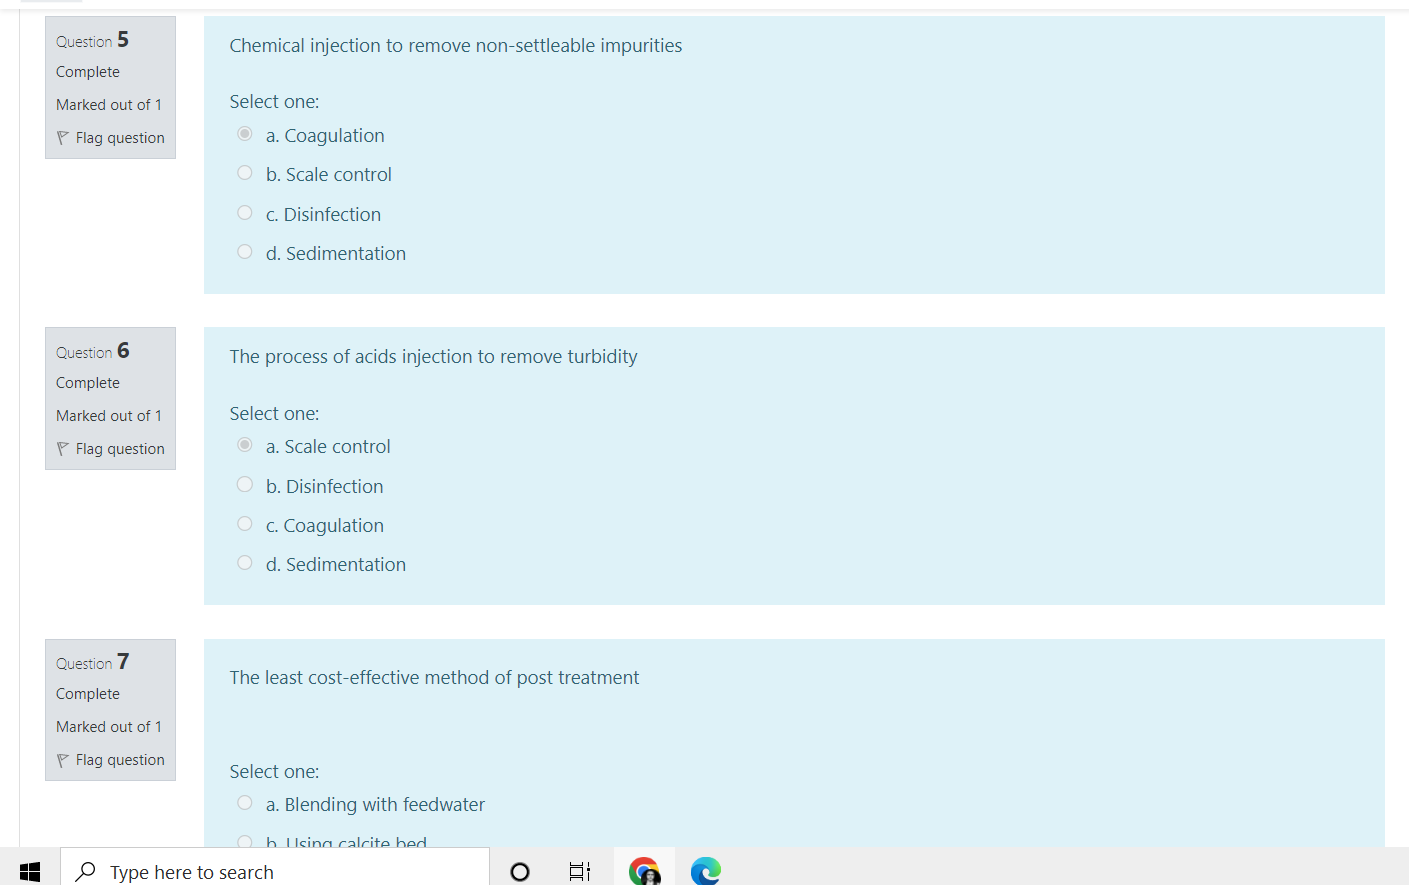 Question 5
Complete
Marked out of 1
Flag question
Chemical injection to remove non-settleable impurities
Select one:
a. Coagulation
b. Scale control
c. Disinfection
d. Sedimentation
Question 6
Complete
Marked out of 1
Flag question
The process of acids injection to remove turbidity
Select one:
a. Scale control
b. Disinfection
c. Coagulation
d. Sedimentation
Question 7
Complete
Marked out of 1
Flag question
The least cost-effective method of post treatment
Select one:
a. Blending with feedwater
b. Using calcite bed
Type here to search